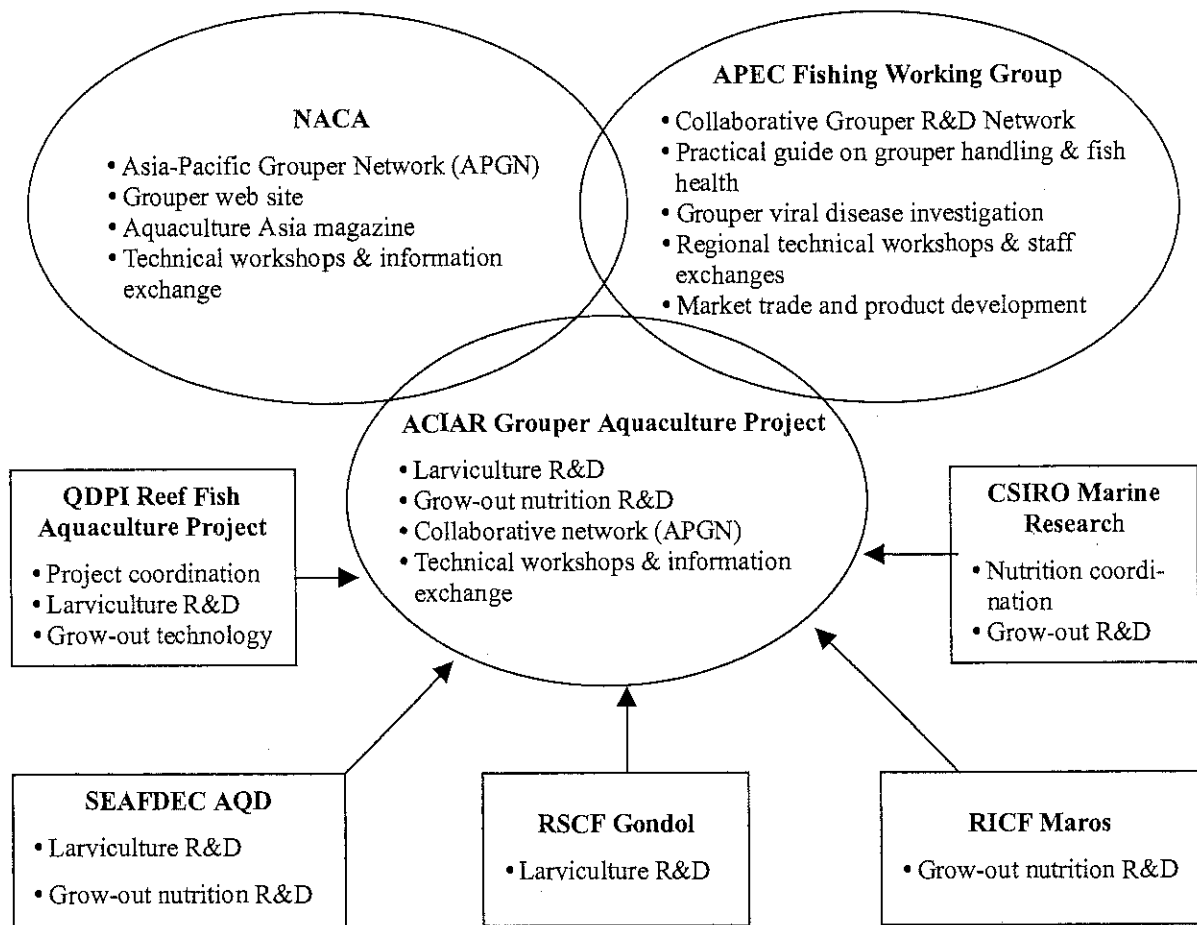 NACA
• Asia-Pacific Grouper Network (APGN)
• Grouper web site
• Aquaculture Asia magazine
• Technical workshops & information
exchange
APEC Fishing Working Group
• Collaborative Grouper R&D Network
• Practical guide on grouper handling & fish
health
• Grouper viral disease investigation
• Regional technical workshops & staff
exchanges
• Market trade and product development
ACIAR Grouper Aquaculture Project
• Larviculture R&D
• Grow-out nutrition R&D
• Collaborative network (APGN)
• Technical workshops & information
exchange
QDPI Reef Fish
Aquaculture Project
• Project coordination
• Larviculture R&D
• Grow-out technology
CSIRO Marine
Research
• Nutrition coordi-
nation
• Grow-out R&D
SEAFDEC AQD
• Larviculture R&D
• Grow-out nutrition R&D
RSCF Gondol
• Larviculture R&D
RICF Maros
• Grow-out nutrition R&D